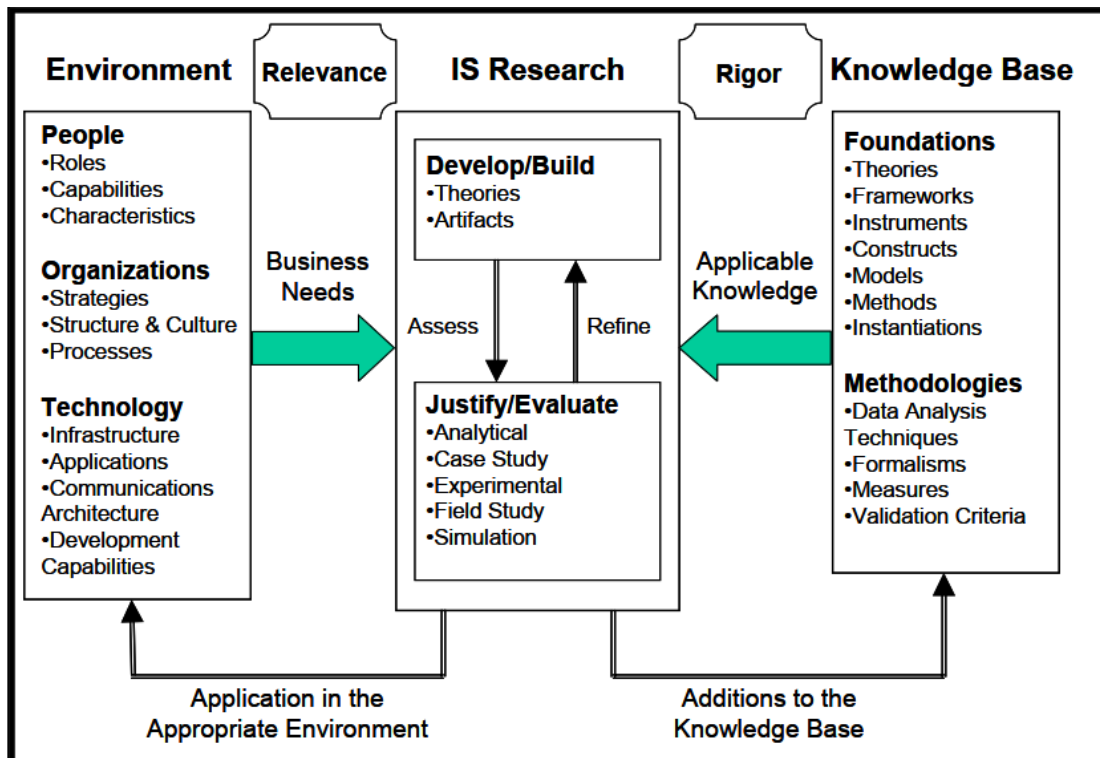 Environment
Relevance
IS Research
Rigor
Knowledge Base
People
•Roles
•Capabilities
•Characteristics
Organizations
•Strategies
•Structure & Culture
•Processes
Technology
•Infrastructure
•Applications
•Communications
Architecture
•Development
Capabilities
Business
Needs
Develop/Build
•Theories
•Artifacts
Assess
Refine
Justify/Evaluate
•Analytical
•Case Study
•Experimental
•Field Study
•Simulation
Applicable
Knowledge
Foundations
•Theories
•Frameworks
•Instruments
•Constructs
•Models
•Methods
•Instantiations
Methodologies
•Data Analysis
Techniques
•Formalisms
•Measures
•Validation Criteria
Application in the
Appropriate Environment
Additions to the
Knowledge Base